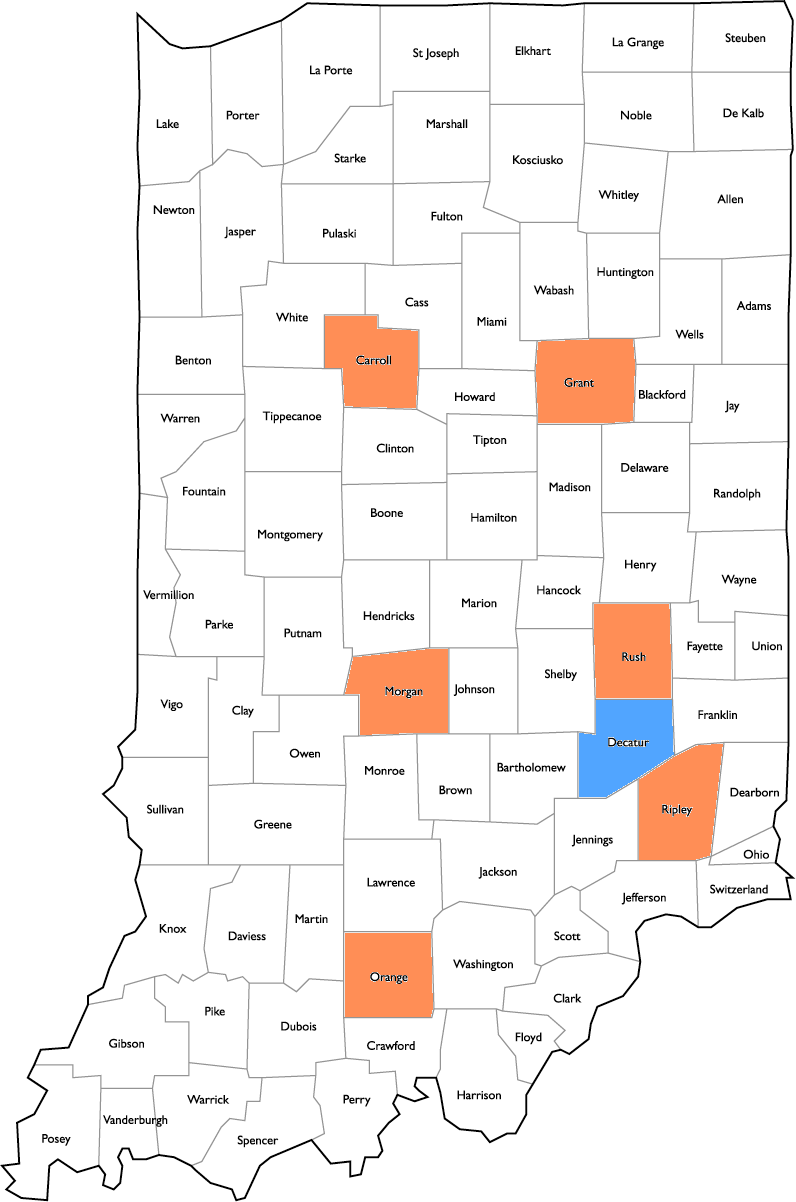 Steuben
La Grange
Elkhart
St Joseph
La Porte
De Kalb
Porter
Noble
Lake
Marshall
Starke
Kosciusko
Whitley
Allen
Newton
Fulton
Jasper
Pulaski
Huntington
Wabash
Cass
Adams
White
Miami
Wells
Benton
Carroll
Grant
Blackford
Howard
Jay
Tippecanoe
Warren
Tipton
Clinton
Delaware
Madison
Fountain
Randolph
Boone
Hamilton
Montgomery
Henry
Wayne
Hancock
Vermillion
Marion
Hendricks
Parke
Putnam
Fayette
Union
Rush
Shelby
Johnson
Morgan
Vigo
Clay
Franklin
Decatur
Owen
Bartholomew
Monroe
Brown
Dearborn
Sullivan
Ripley
Greene
Jennings
Ohio
Jackson
Lawrence
Switzerland
Jefferson
Martin
Knox
Daviess
Scott
Washington
Orange
Clark
Pike
Dubois
Floyd
Gibson
Crawford
Harrison
Warrick
Perry
Vanderburgh
Posey
Spencer